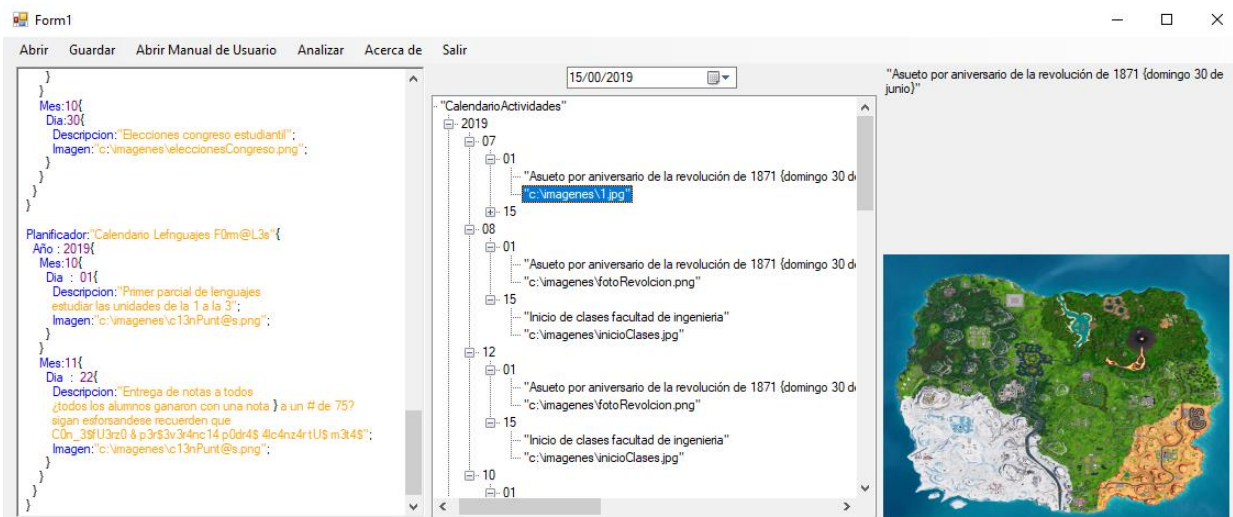 Form1
Abrir Guardar Abrir Manual de Usuario Analizar Acerca de Salir
}
}
Mes:10{
Dia:30{
Descripcion:"Elecciones congreso estudiantil";
Imagen:"c:\imagenes\eleccionesCongreso.png";
}
}
}
}
Planificador:"Calendario Lefnguajes F0rm@L3s"{
Año : 2019{
Mes:10{
Dia : 01{
Descripcion:"Primer parcial de lenguajes
estudiar las unidades de la 1 a la 3";
Imagen:"c:\imagenes\c13nPunt@s.png";
}
}
Mes:11{
Dia : 22{
Descripcion:"Entrega de notas a todos
¿todos los alumnos ganaron con una nota } a un # de 75?
sigan esforsandese recuerden que
C0n_3$fU3rz0 & p3r$3v3r4nc14 p0dr4$ 4lc4nz4rtU$ m3t4$";
Imagen:"c:\imagenes\c13nPunt@s.png";
}
}
}
}
15/00/2019
"CalendarioActividades"
2019
07
01
"Asueto por aniversario de la revolución de 1871 {domingo 30 de
"c:\imagenes\1.jpg"
15
08
01
"Asueto por aniversario de la revolución de 1871 {domingo 30 de
"c:\imagenes\fotoRevolcion.png"
15
"Inicio de clases facultad de ingenieria"
"c:\imagenes\inicioClases.jpg"
12
01
"Asueto por aniversario de la revolución de 1871 {domingo 30 de
"c:\imagenes\fotoRevolcion.png"
15
"Inicio de clases facultad de ingenieria"
"c:\imagenes\inicioClases.jpg"
10
01
"Asueto por aniversario de la revolución de 1871 {domingo 30 de
junio}"